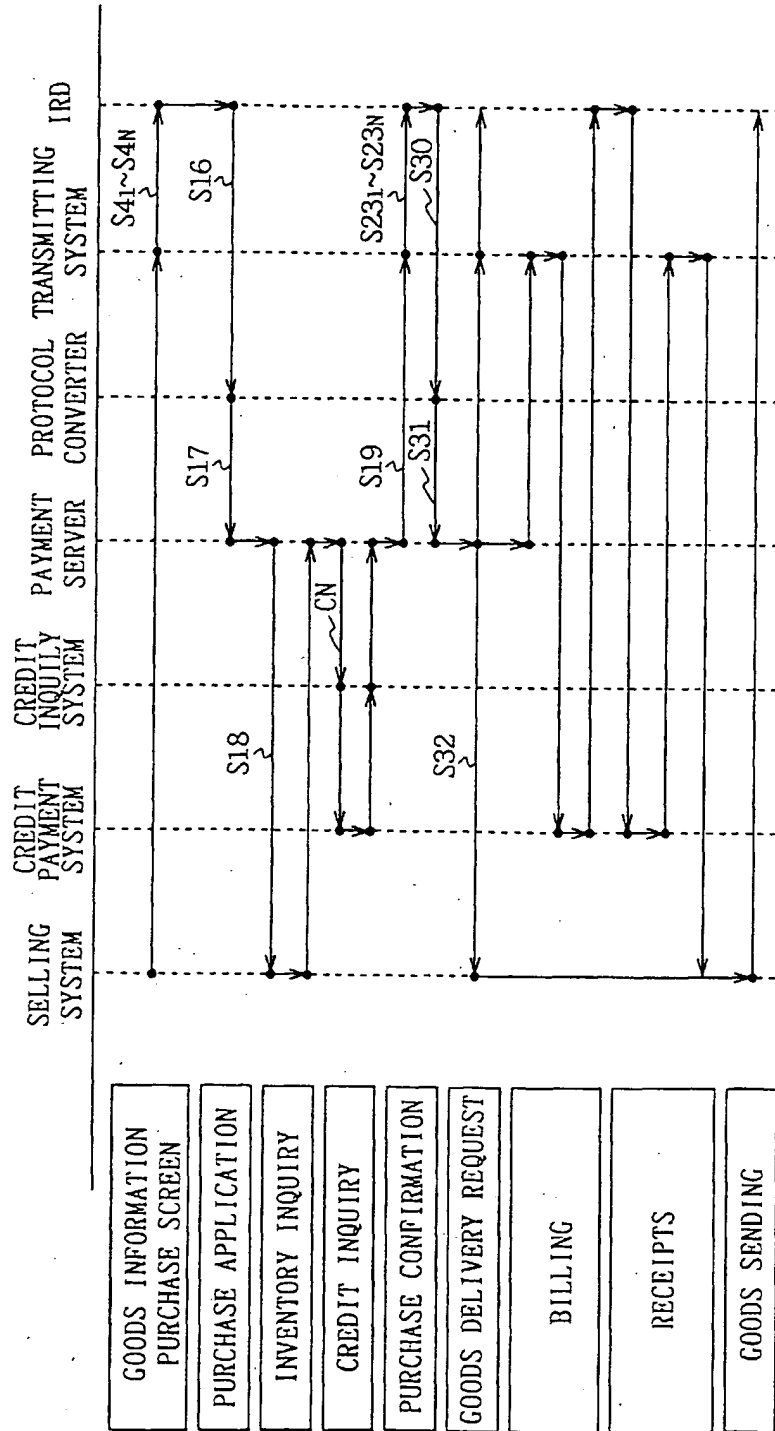 SELLING
SYSTEM
CREDIT
PAYMENT
SYSTEM
CREDIT
INQUILY
SYSTEM
PAYMENT
SERVER
PROTOCOL
CONVERTER
TRANSMITTING
SYSTEM
IRD
GOODS INFORMATION
PURCHASE SCREEN
S41~S4N
PURCHASE APPLICATION
S17
S16
INVENTORY INQUIRY
S18
CREDIT INQUIRY
CN
PURCHASE CONFIRMATION
S19
S231~S23N
S31
S30
GOODS DELIVERY REQUEST
S32
BILLING
RECEIPTS
GOODS SENDING